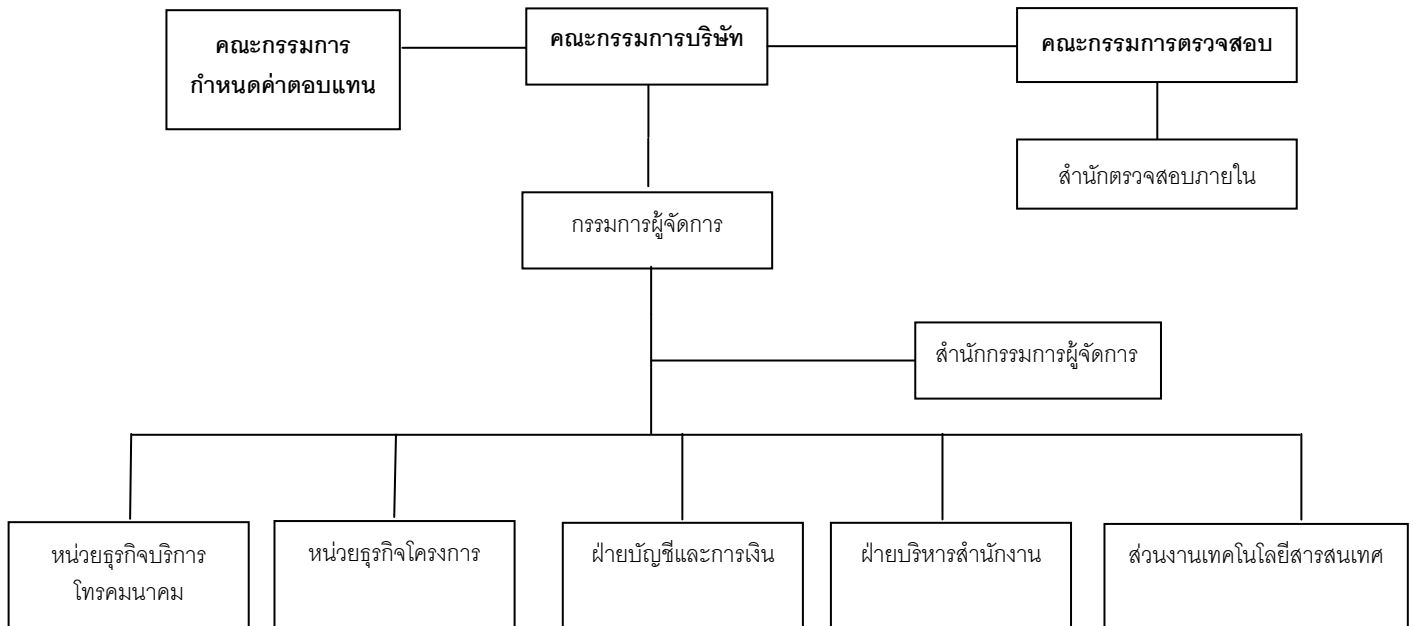 คณะกรรมการ
กำหนดค่าตอบแทน
คณะกรรมการบริษัท
คณะกรรมการตรวจสอบ
สำนักตรวจสอบภายใน
กรรมการผู้จัดการ
สำนักกรรมการผู้จัดการ
หน่วยธุรกิจบริการ
โทรคมนาคม
หน่วยธุรกิจโครงการ
ฝ่ายบัญชีและการเงิน
ฝ่ายบริหารสำนักงาน
ส่วนงานเทคโนโลยีสารสนเทศ